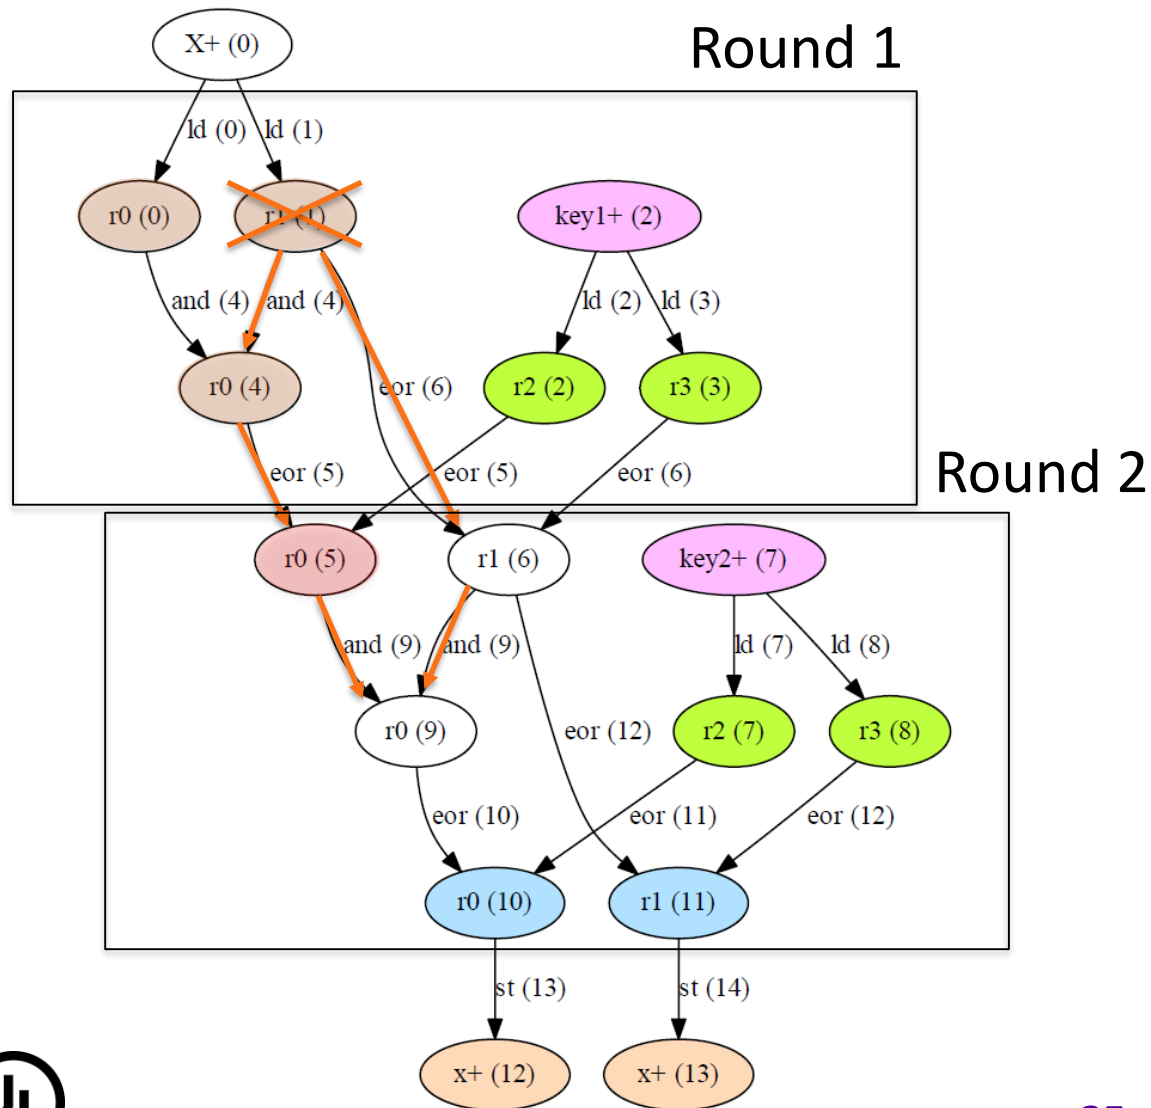 X+ (0)
Round 1
ld (0)
ld (1)
r0 (0)
r1 (1)
key1+ (2)
and (4)
and (4)
ld (2)
ld (3)
r0 (4)
eor (6)
r2 (2)
r3 (3)
eor (5)
eor (5)
eor (6)
Round 2
r0 (5)
r1 (6)
key2+ (7)
and (9)
and (9)
ld (7)
ld (8)
r0 (9)
eor (12)
r2 (7)
r3 (8)
eor (10)
eor (11)
eor (12)
r0 (10)
r1 (11)
st (13)
st (14)
x+ (12)
x+ (13)